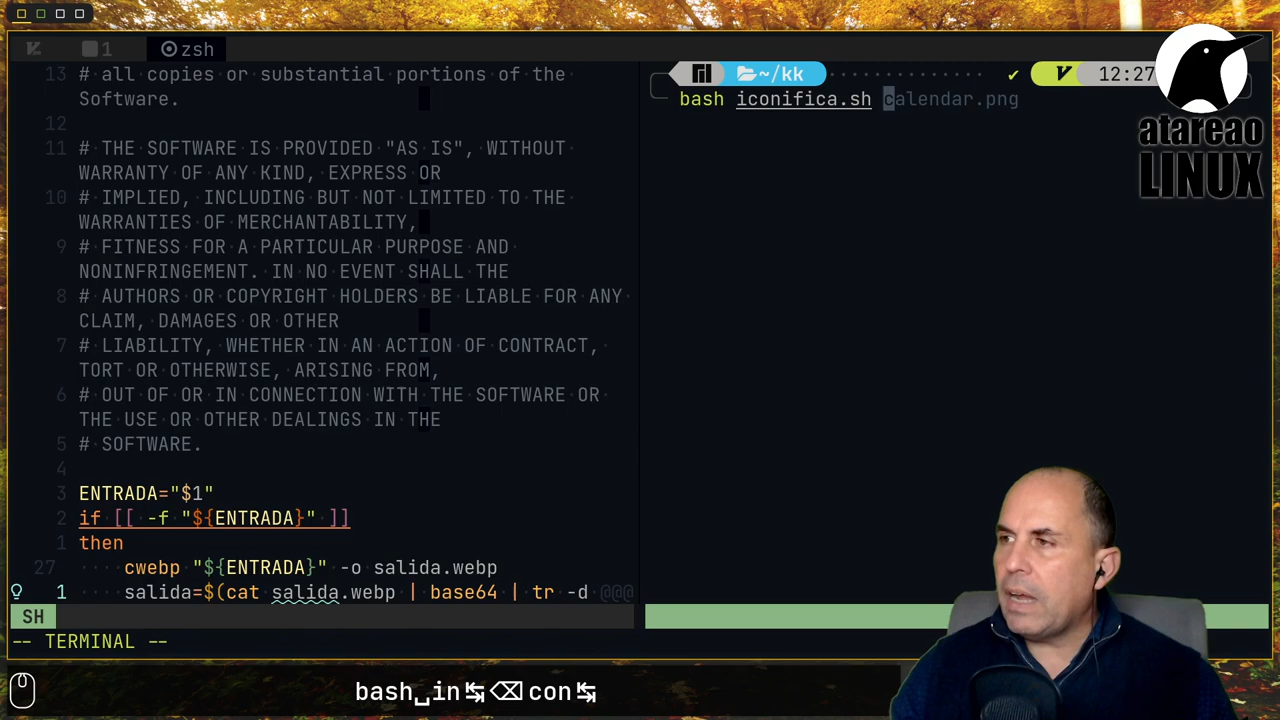 1 zsh
13 # all copies or substantial portions of the
Software.
12
11 # THE SOFTWARE IS PROVIDED "AS IS", WITHOUT
WARRANTY OF ANY KIND, EXPRESS OR
10 # IMPLIED, INCLUDING BUT NOT LIMITED TO THE
WARRANTIES OF MERCHANTABILITY,
9 # FITNESS FOR A PARTICULAR PURPOSE AND
NONINFRINGEMENT. IN NO EVENT SHALL THE
8 # AUTHORS OR COPYRIGHT HOLDERS BE LIABLE FOR ANY
CLAIM, DAMAGES OR OTHER
7 # LIABILITY, WHETHER IN AN ACTION OF CONTRACT,
TORT OR OTHERWISE, ARISING FROM,
6 # OUT OF OR IN CONNECTION WITH THE SOFTWARE OR
THE USE OR OTHER DEALINGS IN THE
5 # SOFTWARE.
4
3 ENTRADA="$1"
2 if [[ -f "${ENTRADA}" ]]
1 then
27 cwebp "${ENTRADA}" -o salida.webp
1 salida=$(cat salida.webp | base64 | tr -d @@@
SH
-- TERMINAL --
~/kk ✔ V 12:27
bash iconifica.sh calendar.png
atareao
LINUX
bash␣in↹⌫con↹